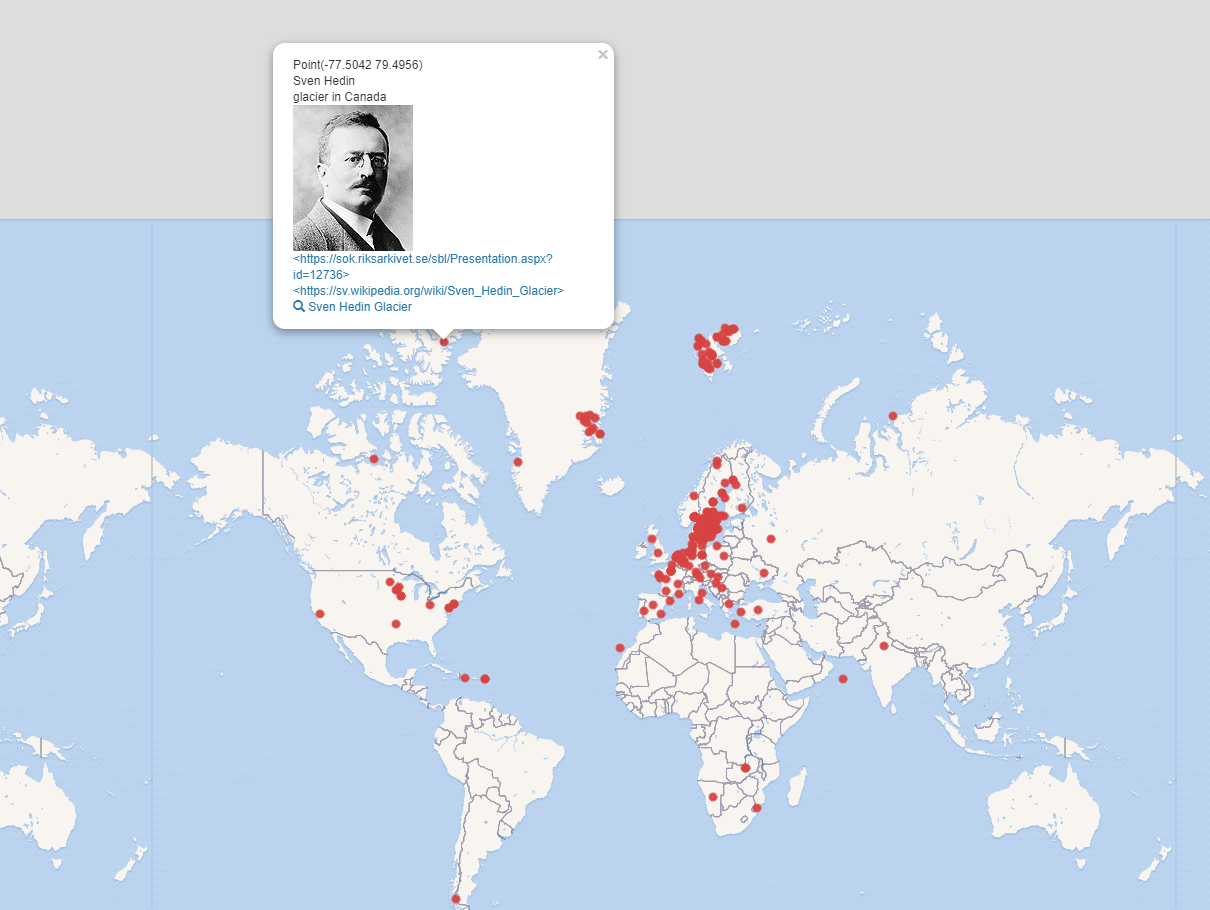 ×
Point(-77.5042 79.4956)
Sven Hedin
glacier in Canada
<https://sok.riksarkivet.se/sbl/Presentation.aspx?
id=12736>
<https://sv.wikipedia.org/wiki/Sven_Hedin_Glacier>
Sven Hedin Glacier